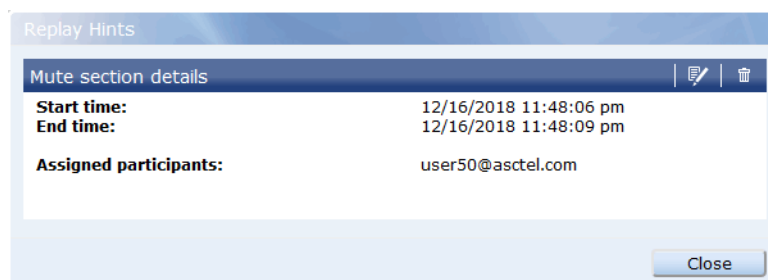 Replay Hints
Mute section details
Start time: 12/16/2018 11:48:06 pm
End time: 12/16/2018 11:48:09 pm
Assigned participants: user50@asctel.com
Close